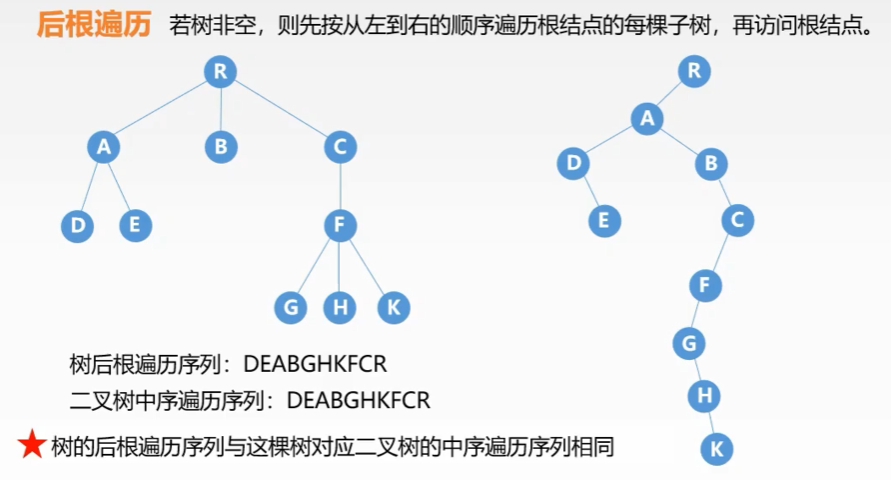 后根遍历 若树非空，则先按从左到右的顺序遍历根结点的每棵子树，再访问根结点。
R R
A
A B C
D B
D E F
E C
F
G H K
G
树后根遍历序列：DEABGHKFCR
H
二叉树中序遍历序列：DEABGHKFCR
★ 树的后根遍历序列与这棵树对应二叉树的中序遍历序列相同
K